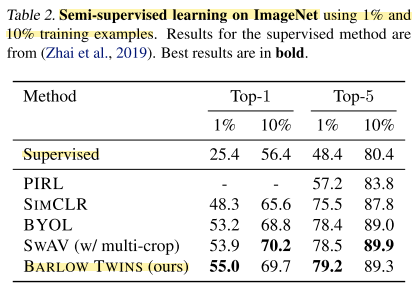 Table 2. Semi-supervised learning on ImageNet using 1% and
10% training examples. Results for the supervised method are
from (Zhai et al., 2019). Best results are in bold.
Method Top-1 Top-5
1% 10% 1% 10%
Supervised 25.4 56.4 48.4 80.4
PIRL - - 57.2 83.8
SIMCLR 48.3 65.6 75.5 87.8
BYOL 53.2 68.8 78.4 89.0
SWAV (w/ multi-crop) 53.9 70.2 78.5 89.9
BARLOW TWINS (ours) 55.0 69.7 79.2 89.3